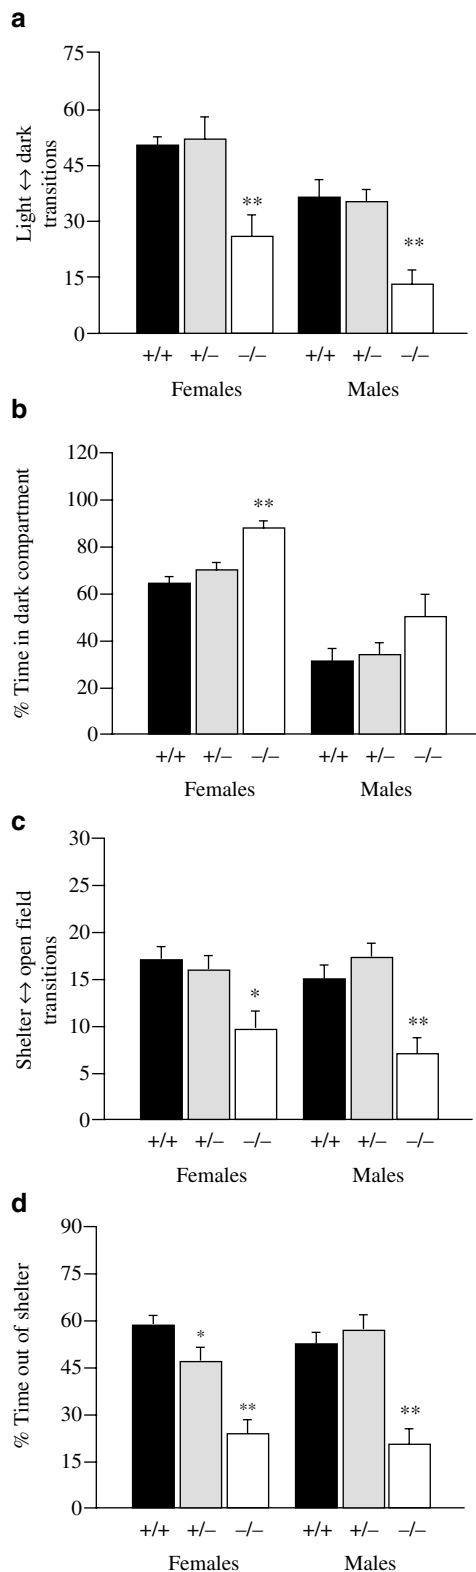 a
75
60
45
30
15
0
Light ↔ dark
transitions
**
**
+/+ +/– –/– +/+ +/– –/–
Females Males
b
120
100
80
60
40
20
0
% Time in dark compartment
**
+/+ +/– –/– +/+ +/– –/–
Females Males
c
30
25
20
15
10
5
0
Shelter ↔ open field
transitions
*
**
+/+ +/– –/– +/+ +/– –/–
Females Males
d
90
75
60
45
30
15
0
% Time out of shelter
*
**
**
+/+ +/– –/– +/+ +/– –/–
Females Males